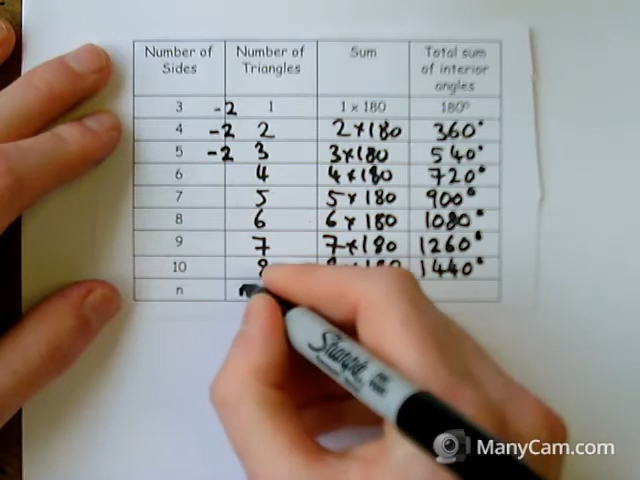 Number of Sides Number of Triangles Sum Total sum of interior angles
3 -2 1 1 x 180 180°
4 -2 2 2 x 180 360°
5 -2 3 3 x 180 540°
6 4 4 x 180 720°
7 5 5 x 180 900°
8 6 6 x 180 1080°
9 7 7 x 180 1260°
10 8 1440°
n
Sharpie
ManyCam.com